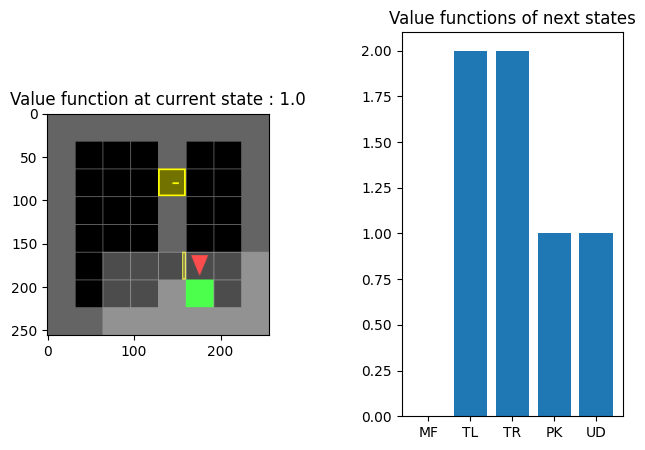 Value function at current state : 1.0
0
50
100
150
200
250
0
100
200
Value functions of next states
2.00
1.75
1.50
1.25
1.00
0.75
0.50
0.25
0.00
MF
TL
TR
PK
UD